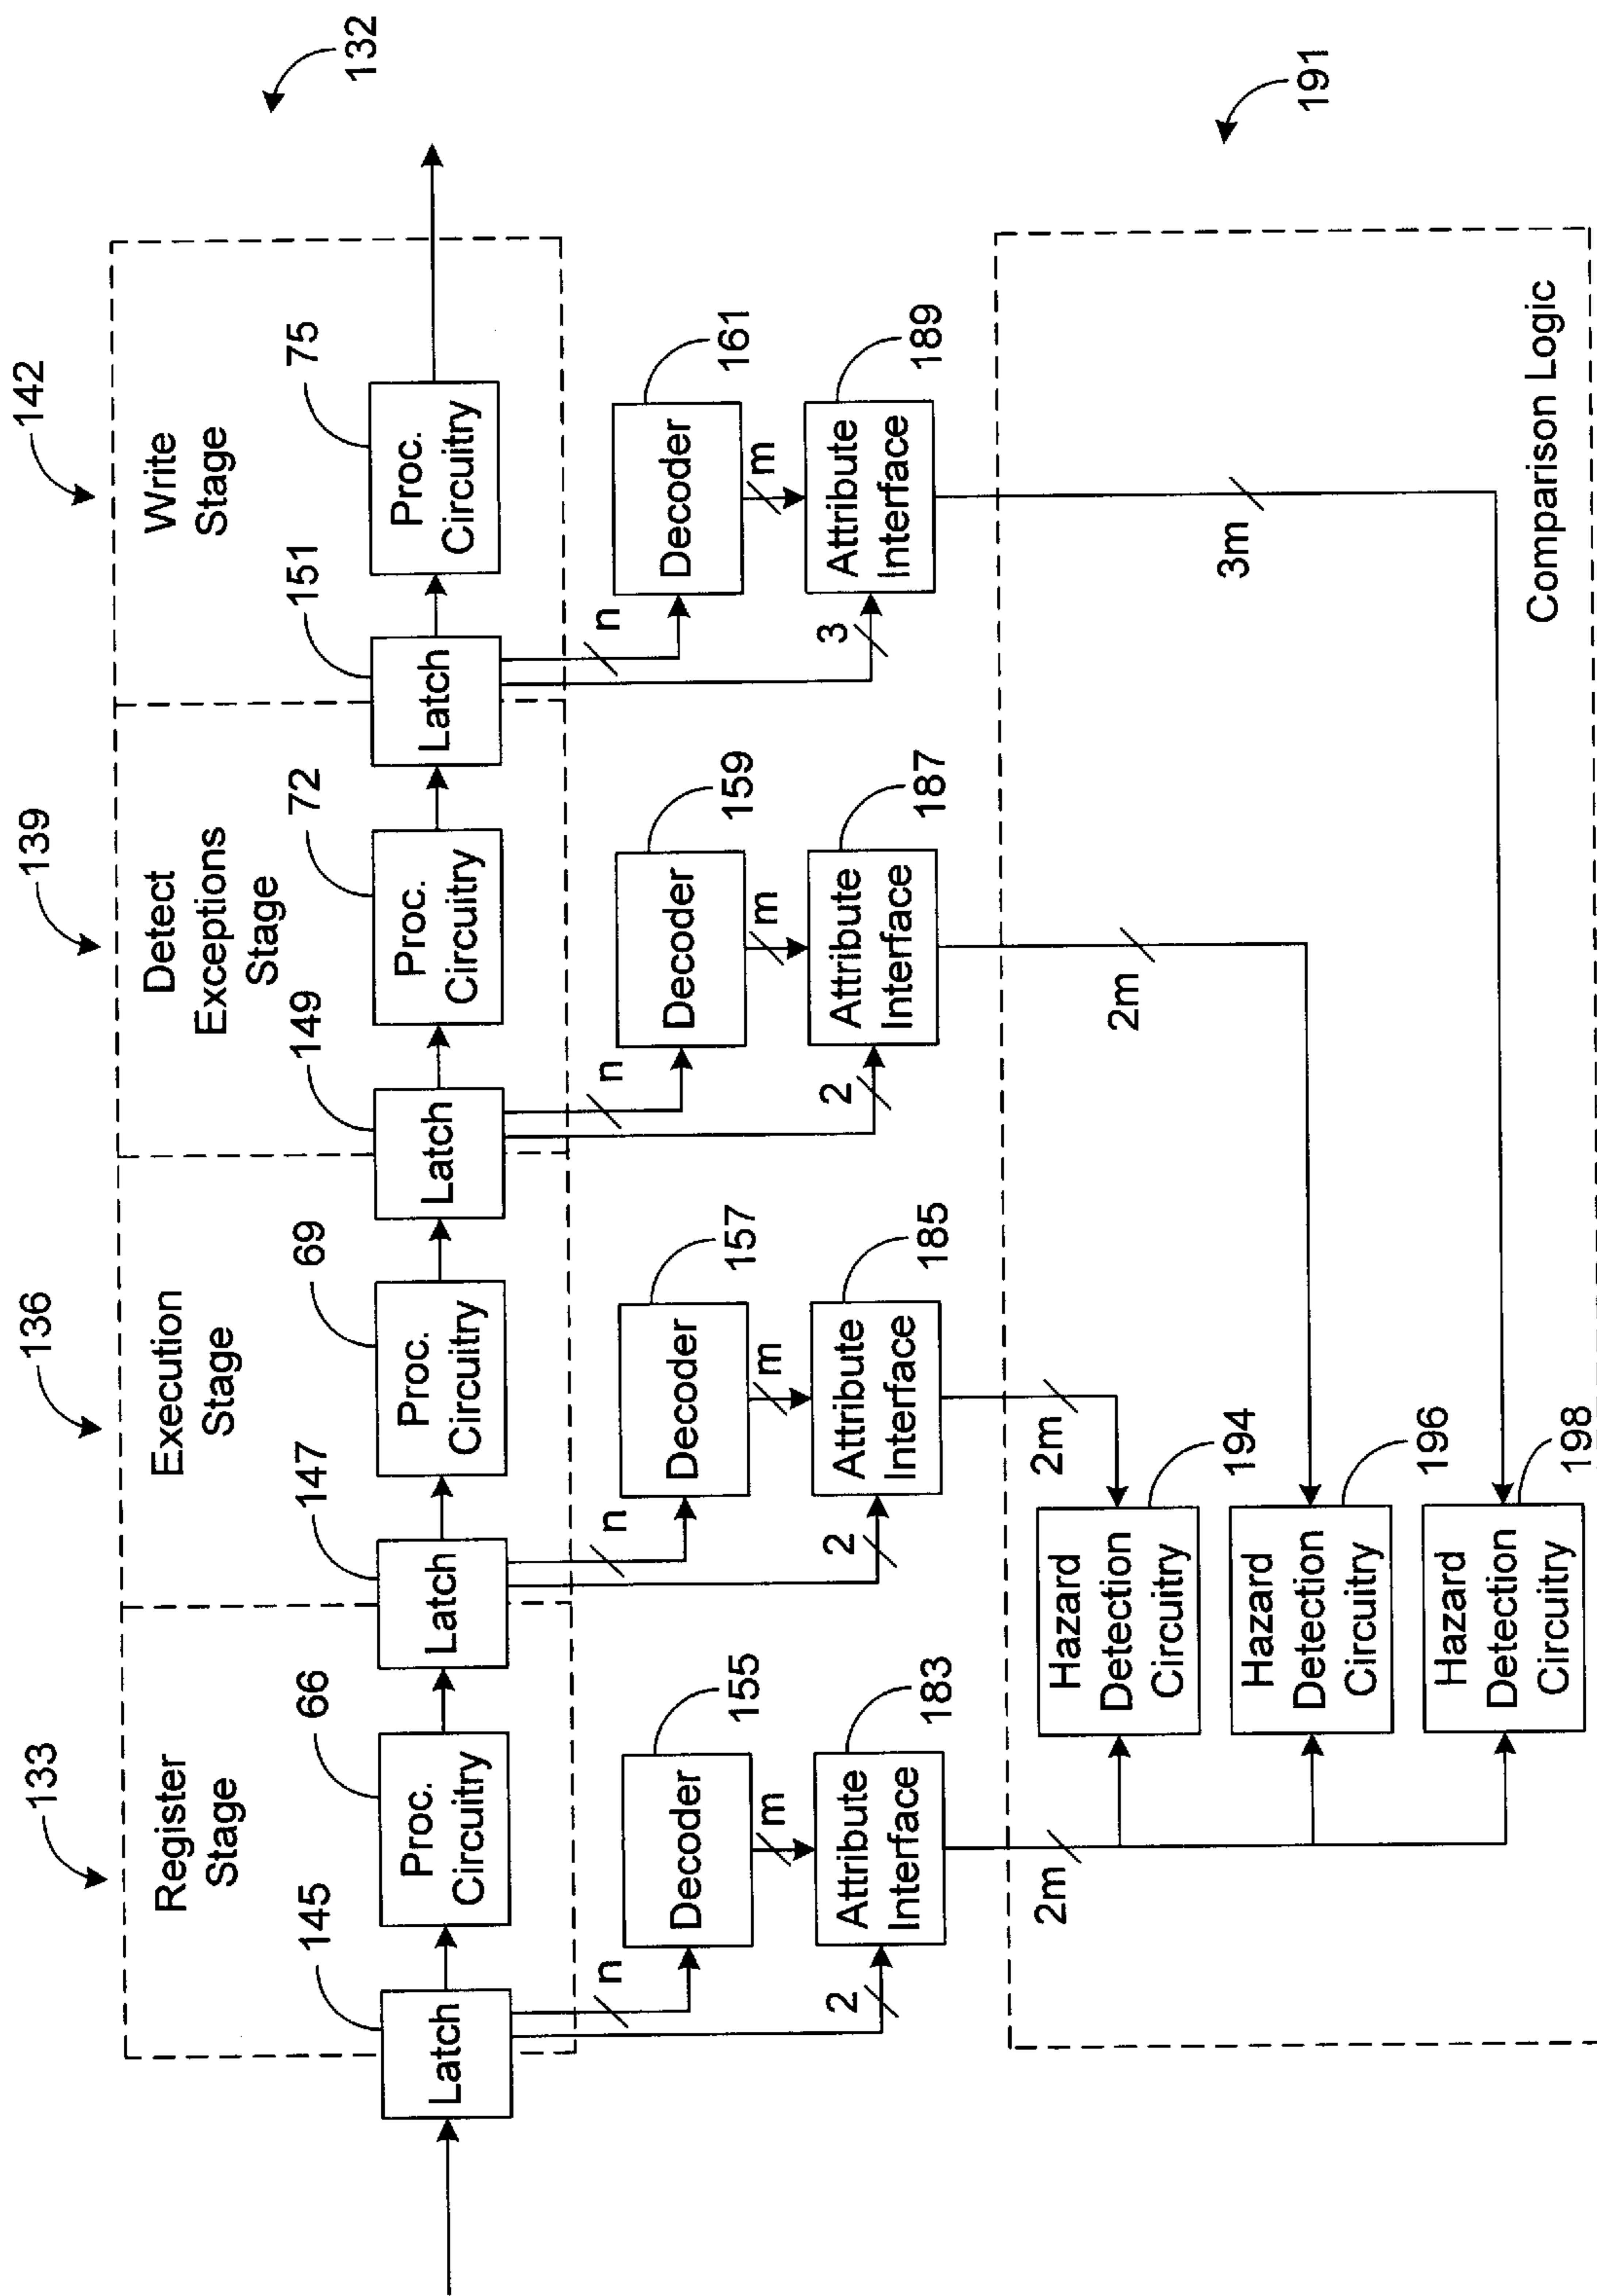 132
133
136
139
142
Register
Stage
Execution
Stage
Detect
Exceptions
Stage
Write
Stage
145
66
147
69
149
72
151
75
Latch
Proc.
Circuitry
Latch
Proc.
Circuitry
Latch
Proc.
Circuitry
Latch
Proc.
Circuitry
n
155
n
157
n
159
n
161
Decoder
Decoder
Decoder
Decoder
m
m
m
m
2
183
2
185
2
187
3
189
Attribute
Interface
Attribute
Interface
Attribute
Interface
Attribute
Interface
191
2m
2m
2m
3m
Hazard
Detection
Circuitry
194
Hazard
Detection
Circuitry
196
Hazard
Detection
Circuitry
198
Comparison Logic